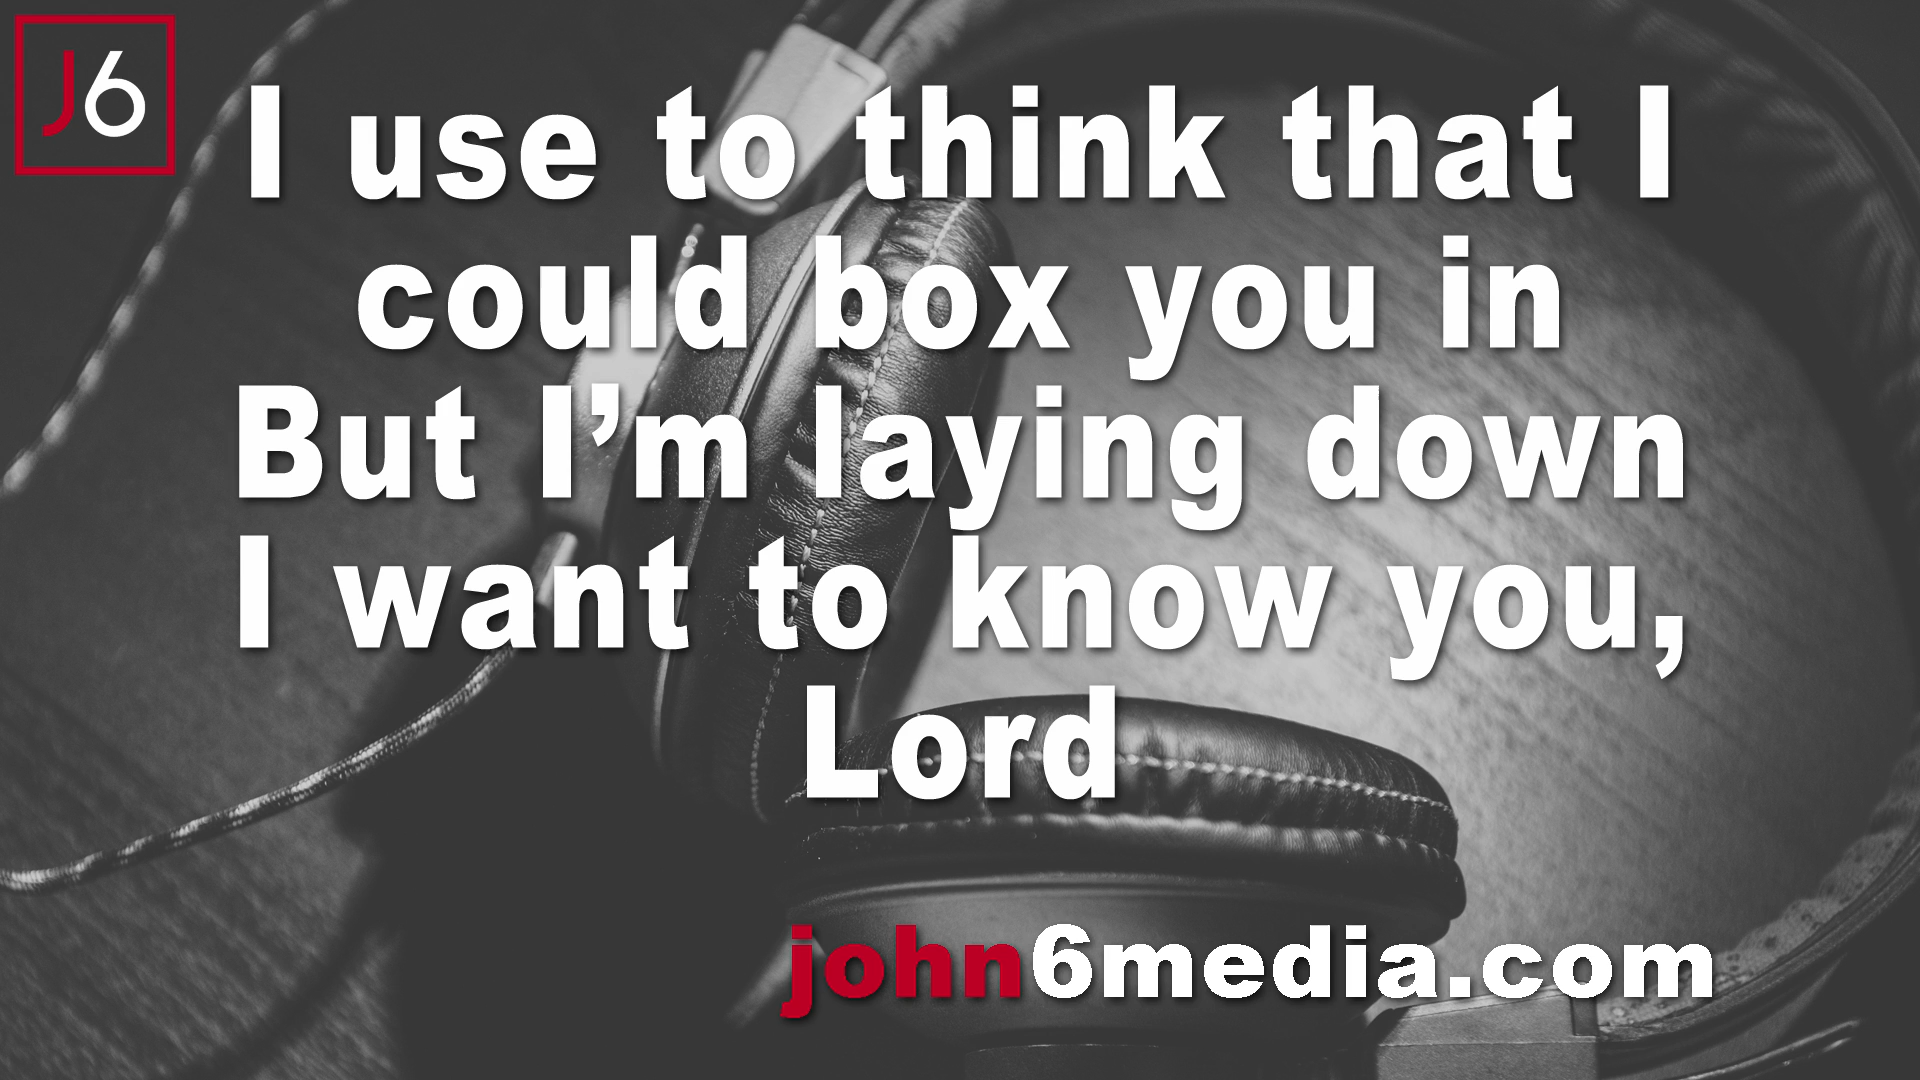 J6
I use to think that I
could box you in
But I’m laying down
I want to know you,
Lord
john6media.com